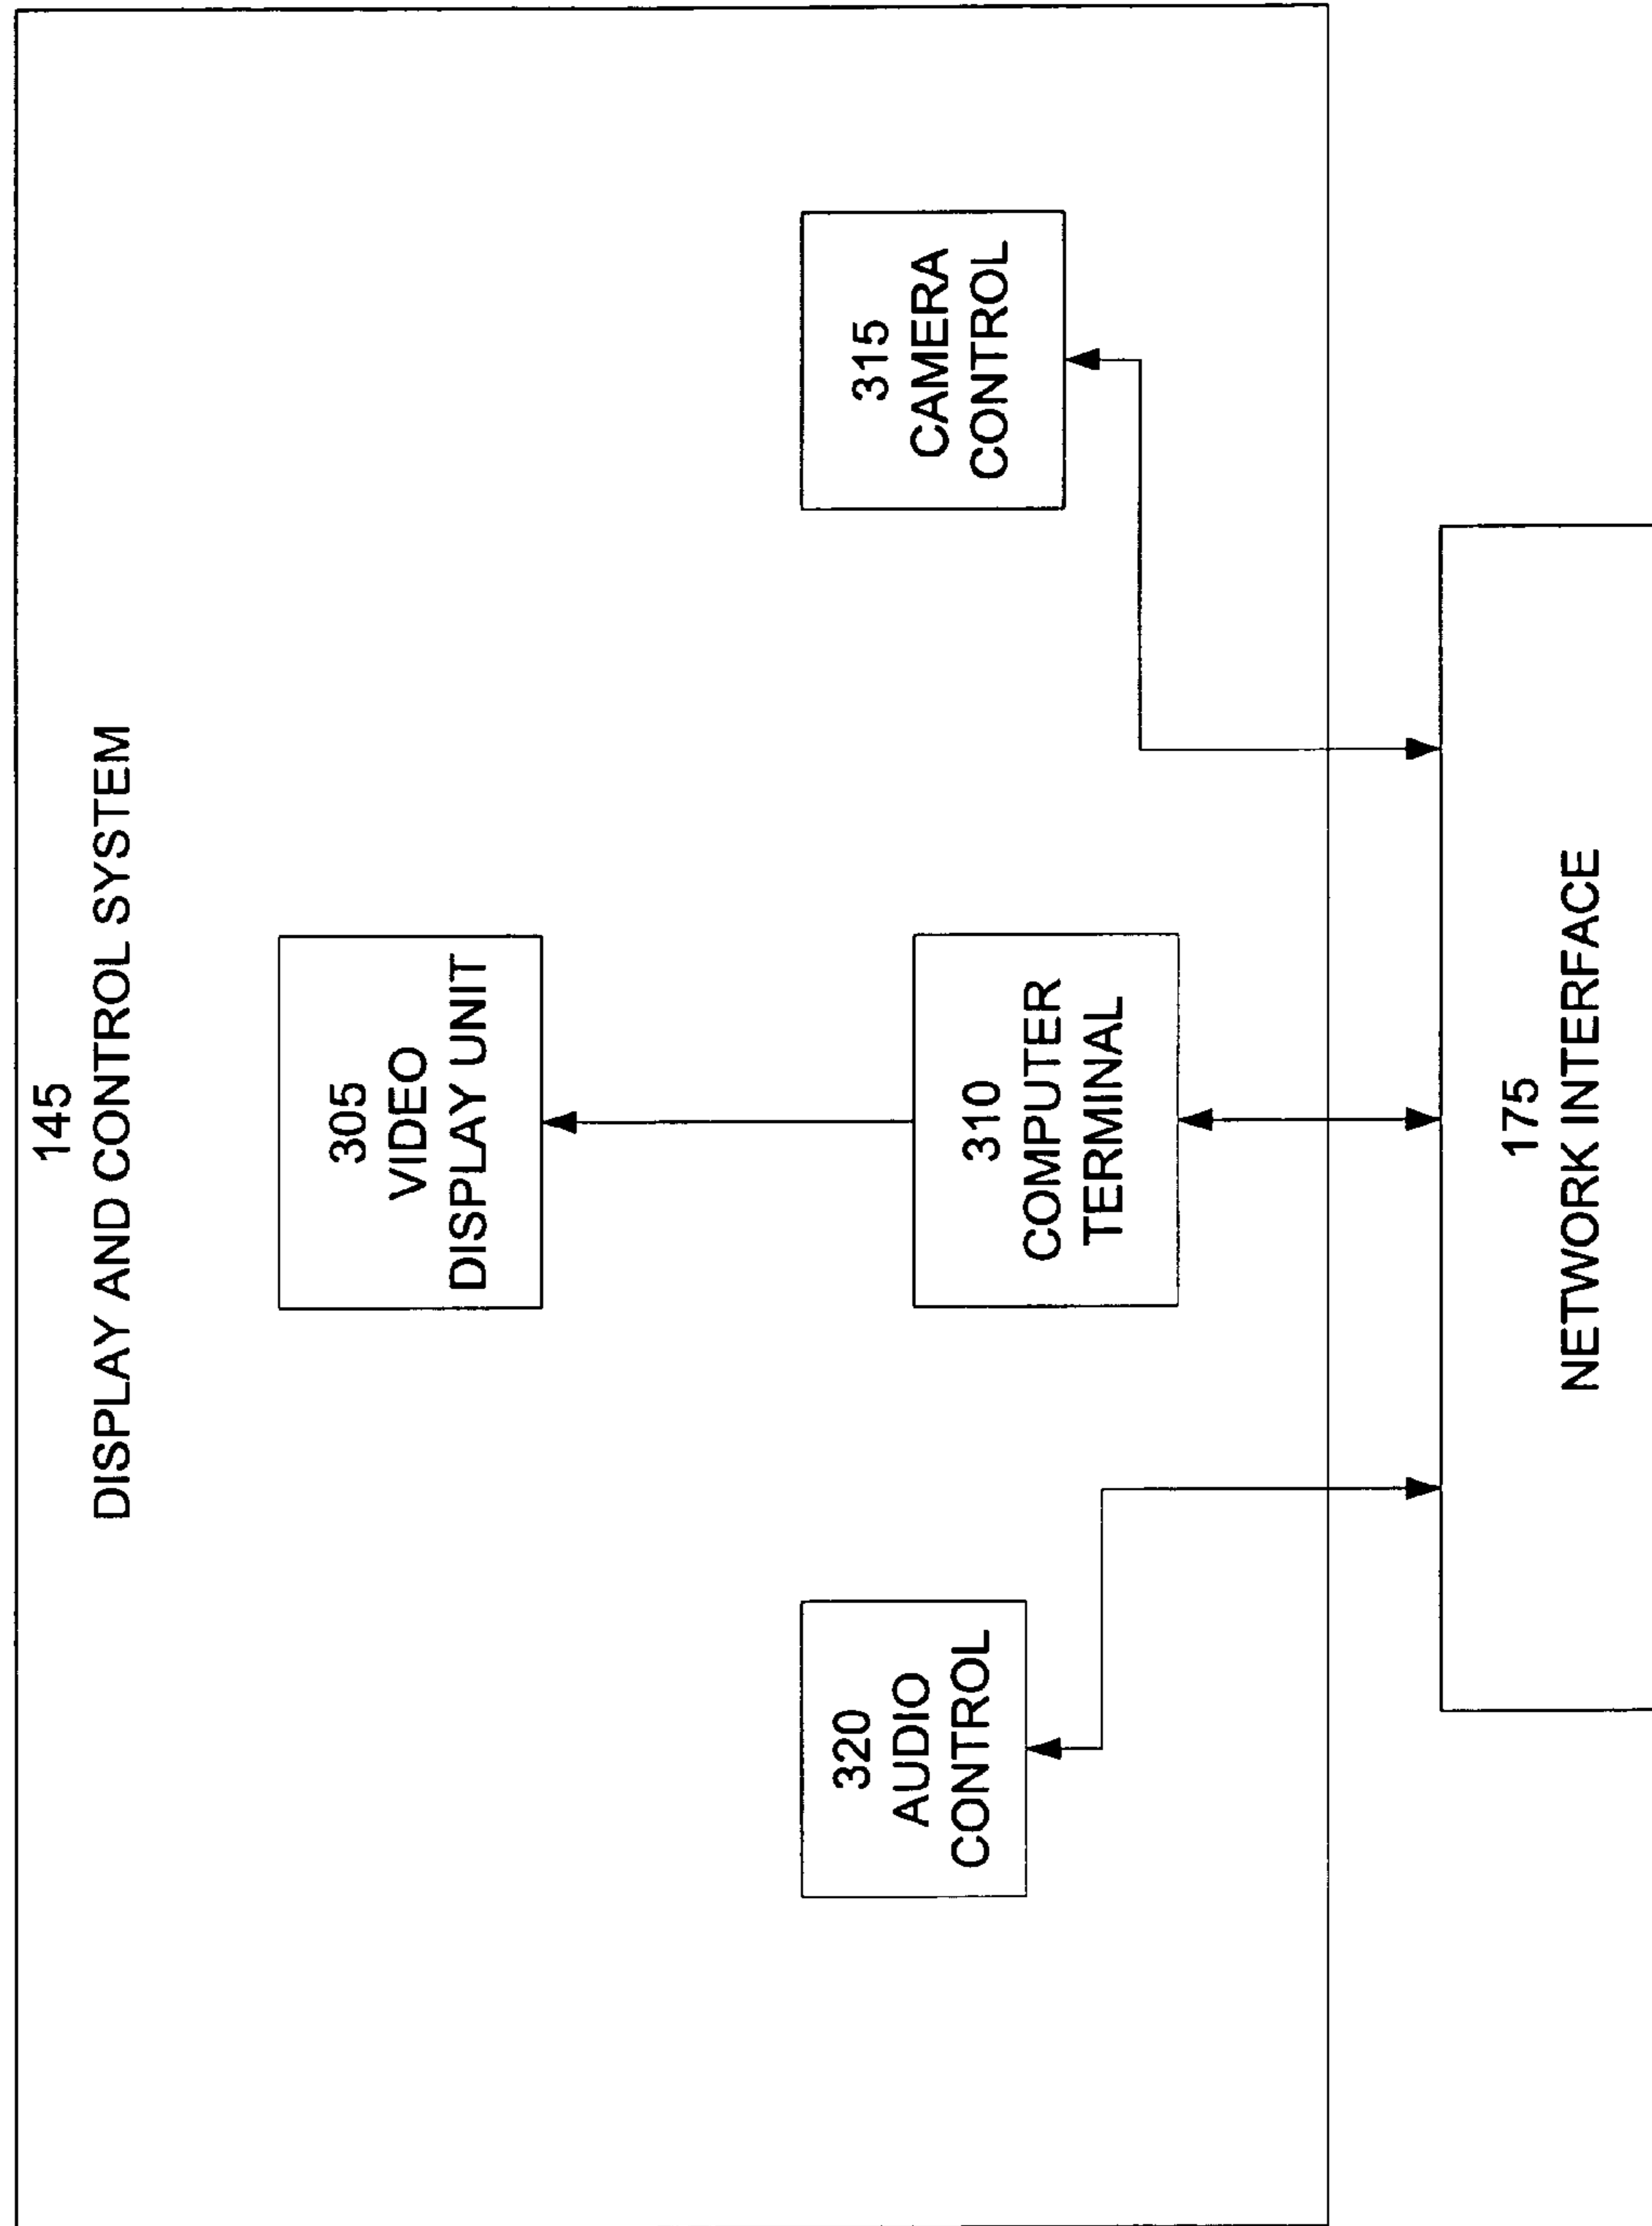 145
DISPLAY AND CONTROL SYSTEM
305
VIDEO
DISPLAY UNIT
320
AUDIO
CONTROL
310
COMPUTER
TERMINAL
315
CAMERA
CONTROL
175
NETWORK INTERFACE